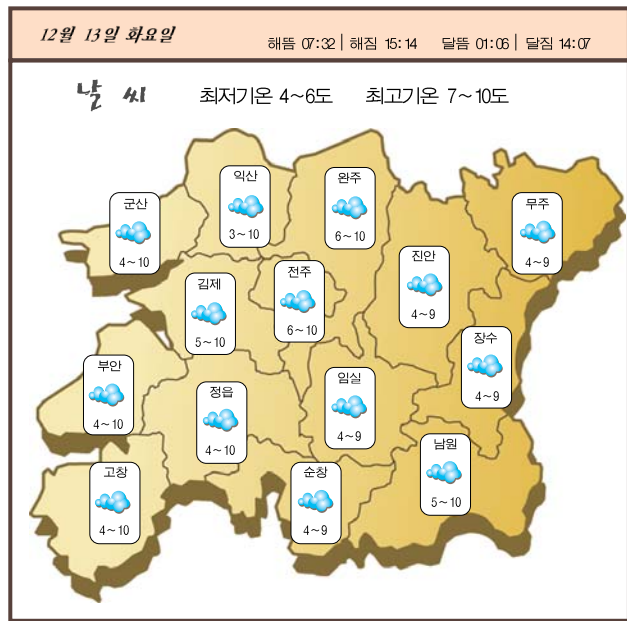 12월 13일 화요일
해뜸 07:32 | 해짐 15:14 달뜸 01:06 | 달짐 14:07
날 씨 최저기온 4~6도 최고기온 7~10도
익산
3~10
완주
6~10
군산
4~10
무주
4~9
진안
4~9
전주
6~10
김제
5~10
장수
4~9
부안
4~10
임실
4~9
정읍
4~10
남원
5~10
고창
4~10
순창
4~9